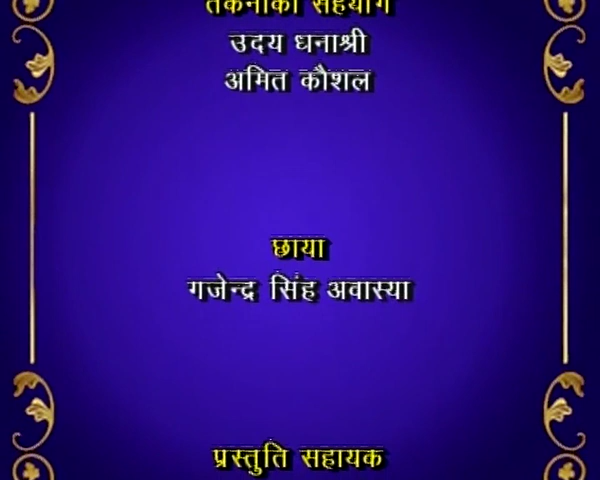 तकनीकी सहयोग
उदय धनाश्री
अमित कौशल
छाया
गजेन्द्र सिंह अवास्या
प्रस्तुति सहायक